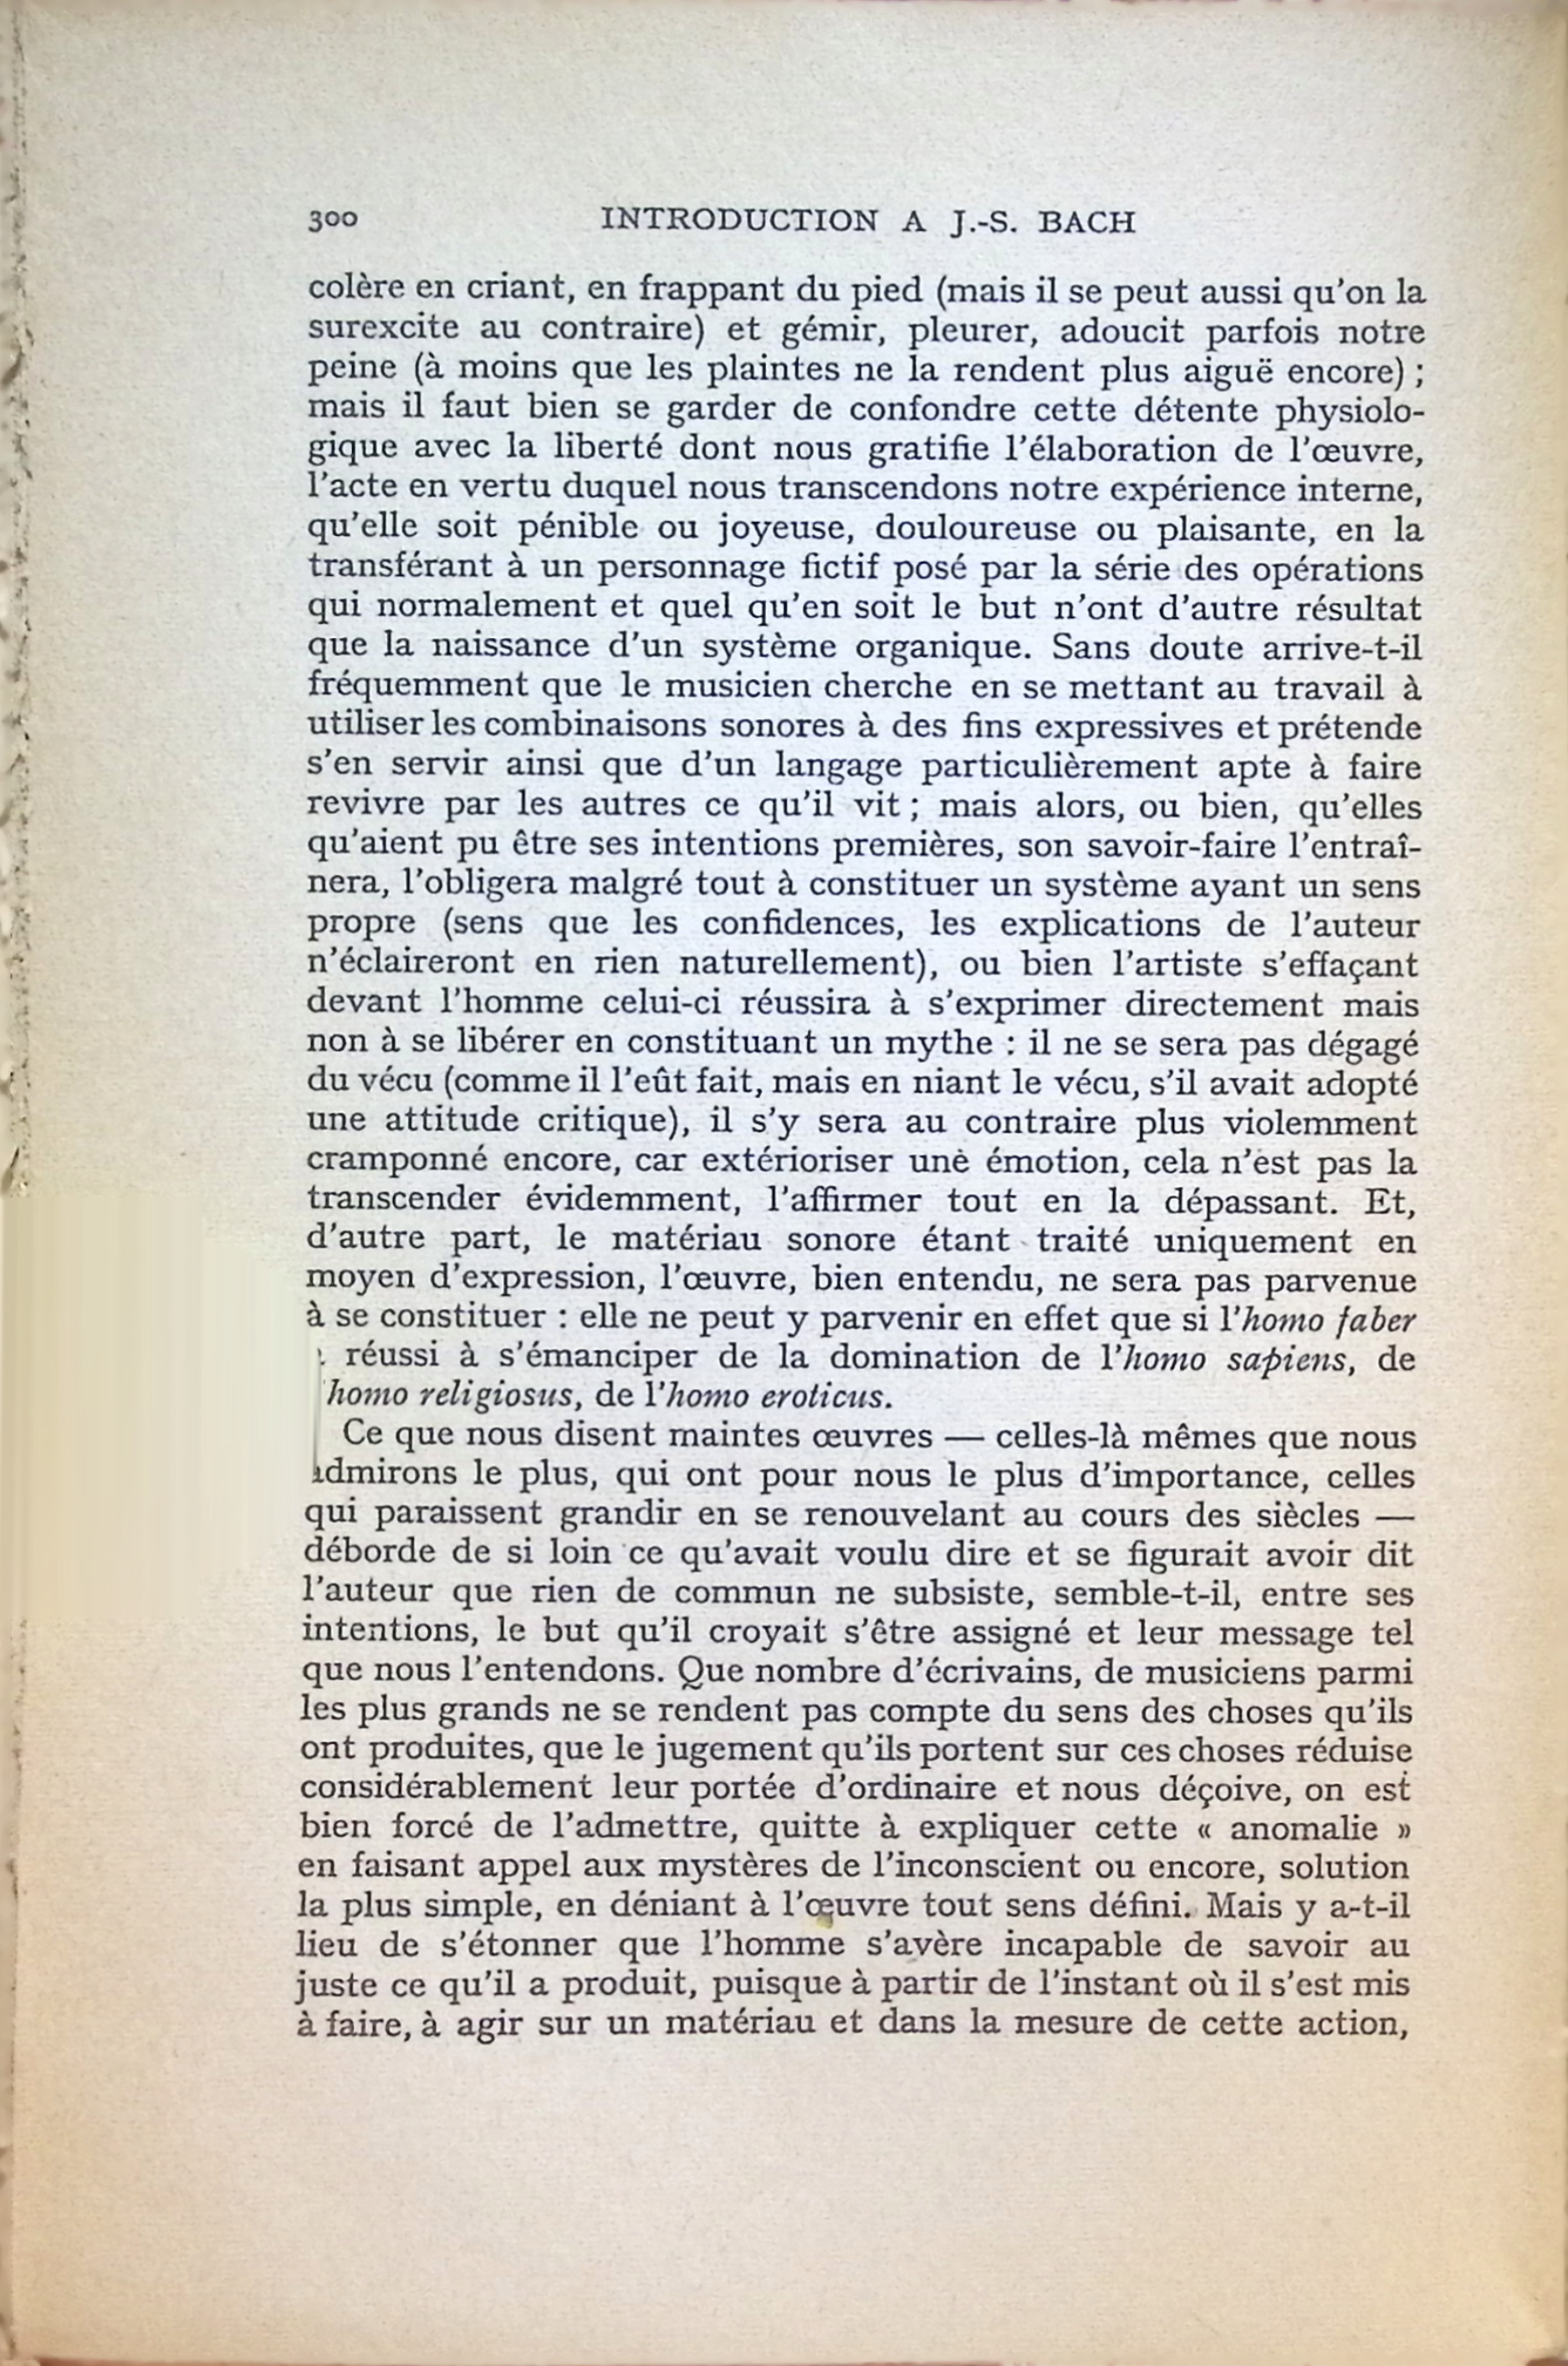 300 INTRODUCTION A J.-S. BACH
colère en criant, en frappant du pied (mais il se peut aussi qu'on la
surexcite au contraire) et gémir, pleurer, adoucit parfois notre
peine (à moins que les plaintes ne la rendent plus aiguë encore) ;
mais il faut bien se garder de confondre cette détente physiolo-
gique avec la liberté dont nous gratifie l'élaboration de l'œuvre,
l'acte en vertu duquel nous transcendons notre expérience interne,
qu'elle soit pénible ou joyeuse, douloureuse ou plaisante, en la
transférant à un personnage fictif posé par la série des opérations
qui normalement et quel qu'en soit le but n'ont d'autre résultat
que la naissance d'un système organique. Sans doute arrive-t-il
fréquemment que le musicien cherche en se mettant au travail à
utiliser les combinaisons sonores à des fins expressives et prétende
s'en servir ainsi que d'un langage particulièrement apte à faire
revivre par les autres ce qu'il vit ; mais alors, ou bien, qu'elles
qu'aient pu être ses intentions premières, son savoir-faire l'entraî-
nera, l'obligera malgré tout à constituer un système ayant un sens
propre (sens que les confidences, les explications de l'auteur
n'éclaireront en rien naturellement), ou bien l'artiste s'effaçant
devant l'homme celui-ci réussira à s'exprimer directement mais
non à se libérer en constituant un mythe : il ne se sera pas dégagé
du vécu (comme il l'eût fait, mais en niant le vécu, s'il avait adopté
une attitude critique), il s'y sera au contraire plus violemment
cramponné encore, car extérioriser une émotion, cela n'est pas la
transcender évidemment, l'affirmer tout en la dépassant. Et,
d'autre part, le matériau sonore étant traité uniquement en
moyen d'expression, l'œuvre, bien entendu, ne sera pas parvenue
à se constituer : elle ne peut y parvenir en effet que si l'homo faber
réussi à s'émanciper de la domination de l'homo sapiens, de
homo religiosus, de l'homo eroticus.
Ce que nous disent maintes œuvres — celles-là mêmes que nous
admirons le plus, qui ont pour nous le plus d'importance, celles
qui paraissent grandir en se renouvelant au cours des siècles —
déborde de si loin ce qu'avait voulu dire et se figurait avoir dit
l'auteur que rien de commun ne subsiste, semble-t-il, entre ses
intentions, le but qu'il croyait s'être assigné et leur message tel
que nous l'entendons. Que nombre d'écrivains, de musiciens parmi
les plus grands ne se rendent pas compte du sens des choses qu'ils
ont produites, que le jugement qu'ils portent sur ces choses réduise
considérablement leur portée d'ordinaire et nous déçoive, on est
bien forcé de l'admettre, quitte à expliquer cette « anomalie »
en faisant appel aux mystères de l'inconscient ou encore, solution
la plus simple, en déniant à l'œuvre tout sens défini. Mais y a-t-il
lieu de s'étonner que l'homme s'avère incapable de savoir au
juste ce qu'il a produit, puisque à partir de l'instant où il s'est mis
à faire, à agir sur un matériau et dans la mesure de cette action,